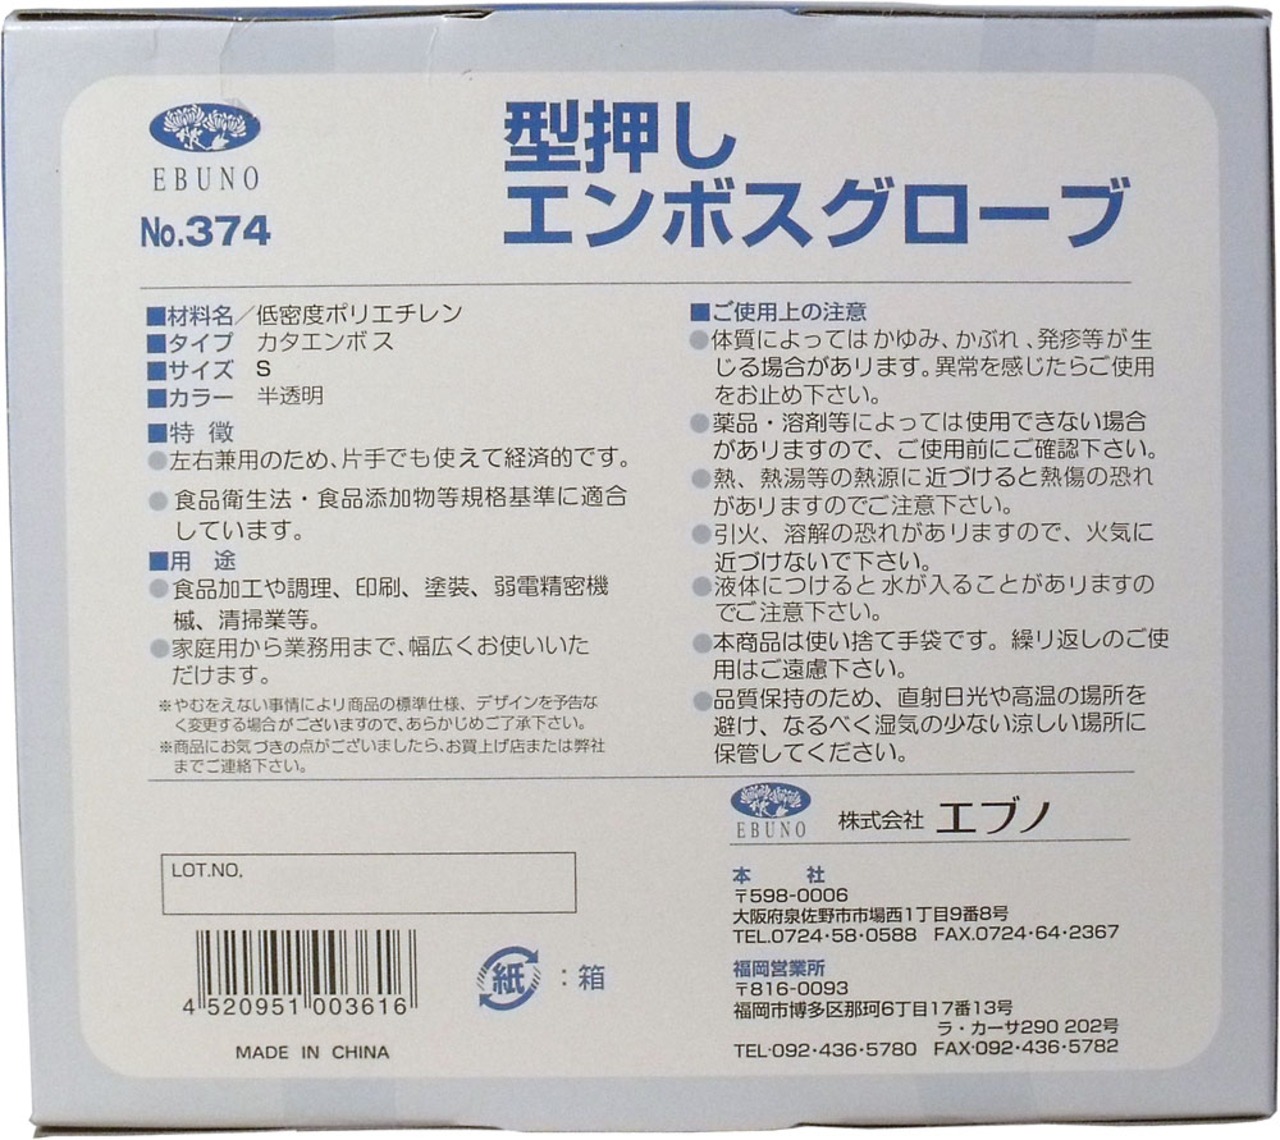 EBUNO
No.374
型押し
エンボスグローブ
■材料名／低密度ポリエチレン
■タイプ カタエンボス
■サイズ S
■カラー 半透明
■特 徴
●左右兼用のため、片手でも使えて経済的です。
●食品衛生法・食品添加物等規格基準に適合
しています。
■用 途
●食品加工や調理、印刷、塗装、弱電精密機
械、清掃業等。
●家庭用から業務用まで、幅広くお使いいた
だけます。
※やむをえない事情により商品の標準仕様、デザインを予告な
く変更する場合がございますので、あらかじめご了承下さい。
※商品にお気づきの点がございましたら、お買上げ店または弊社
までご連絡下さい。
■ご使用上の注意
●体質によってはかゆみ、かぶれ、発疹等が生
じる場合があります。異常を感じたらご使用
をお止め下さい。
●薬品・溶剤等によっては使用できない場合
がありますので、ご使用前にご確認下さい。
●熱、熱湯等の熱源に近づけると熱傷の恐れ
がありますのでご注意下さい。
●引火、溶解の恐れがありますので、火気に
近づけないで下さい。
●液体につけると水が入ることがありますの
でご注意下さい。
●本商品は使い捨て手袋です。繰り返しのご使
用はご遠慮下さい。
●品質保持のため、直射日光や高温の場所を
避け、なるべく湿気の少ない涼しい場所に
保管してください。
LOT.NO.
4 520951 003616
MADE IN CHINA
紙：箱
EBUNO
株式会社 エブノ
本 社
〒598-0006
大阪府泉佐野市市場西1丁目9番8号
TEL.0724・58・0588 FAX.0724・64・2367
福岡営業所
〒816-0093
福岡市博多区那珂6丁目17番13号
ラ・カーサ290 202号
TEL・092・436・5780 FAX・092・436・5782